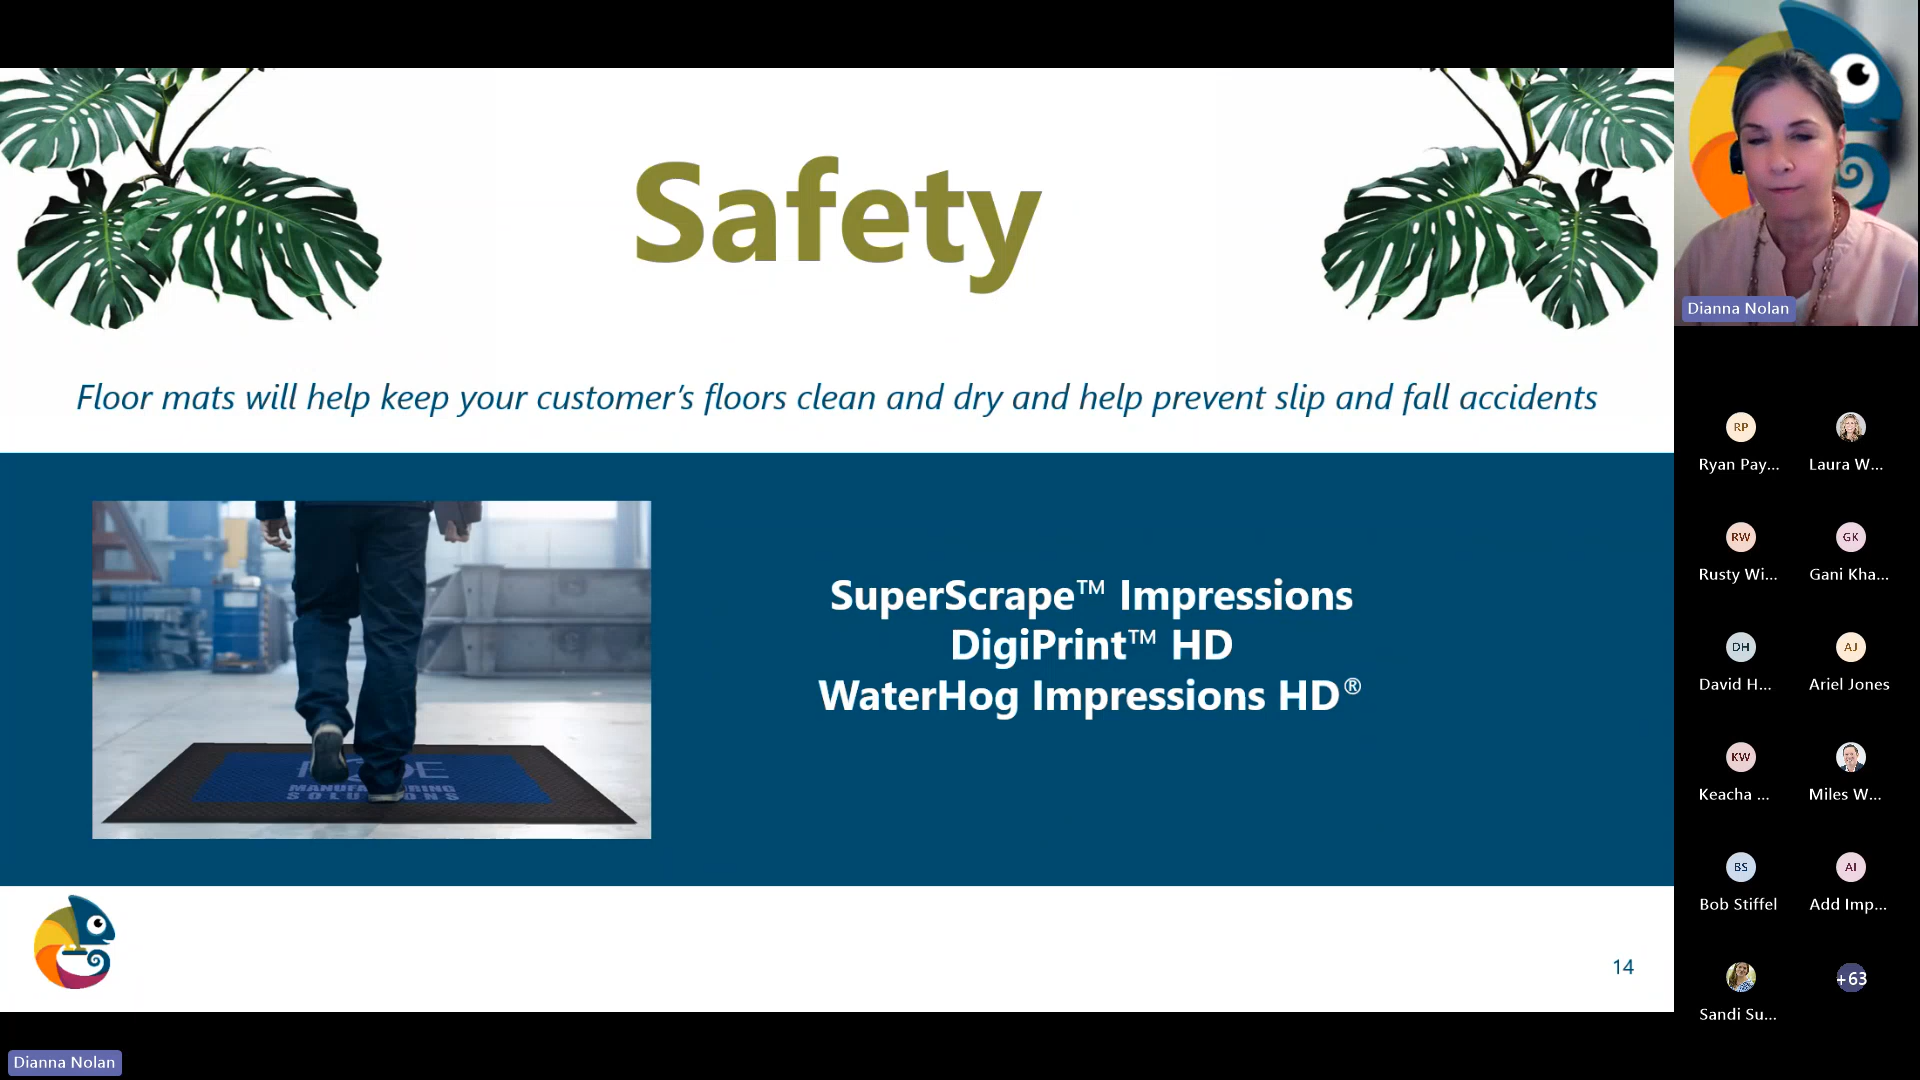 Safety
Floor mats will help keep your customer's floors clean and dry and help prevent slip and fall accidents
MANUFACTURING
SOLUTIONS
SuperScrape™ Impressions
DigiPrint™ HD
WaterHog Impressions HD®
14
Dianna Nolan
Dianna Nolan
RP
Ryan Pay...
Laura W...
RW
GK
Rusty Wi...
Gani Kha...
DH
AJ
David H...
Ariel Jones
KW
Keacha ...
Miles W...
BS
AI
Bob Stiffel
Add Imp...
+63
Sandi Su...